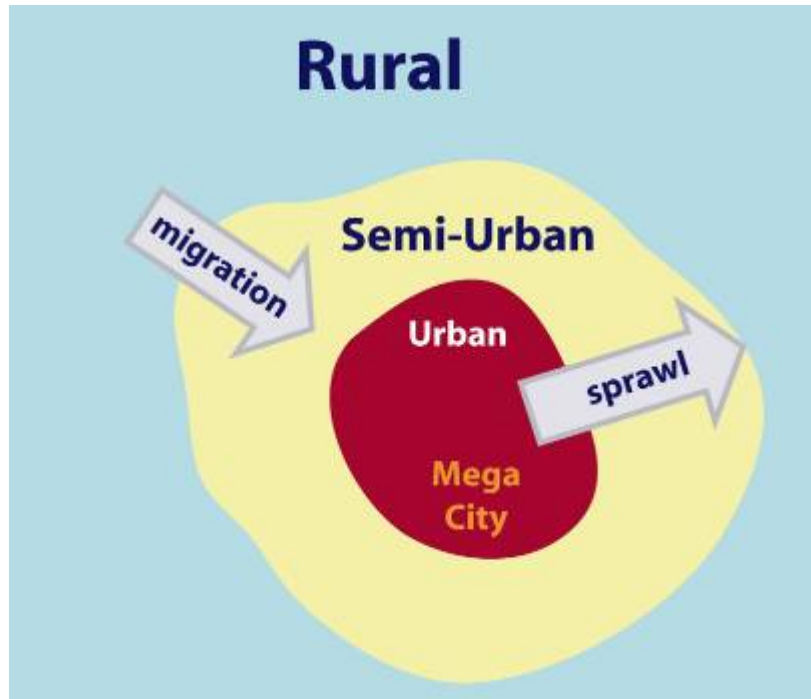 Rural
migration
Semi-Urban
Urban
sprawl
Mega
City